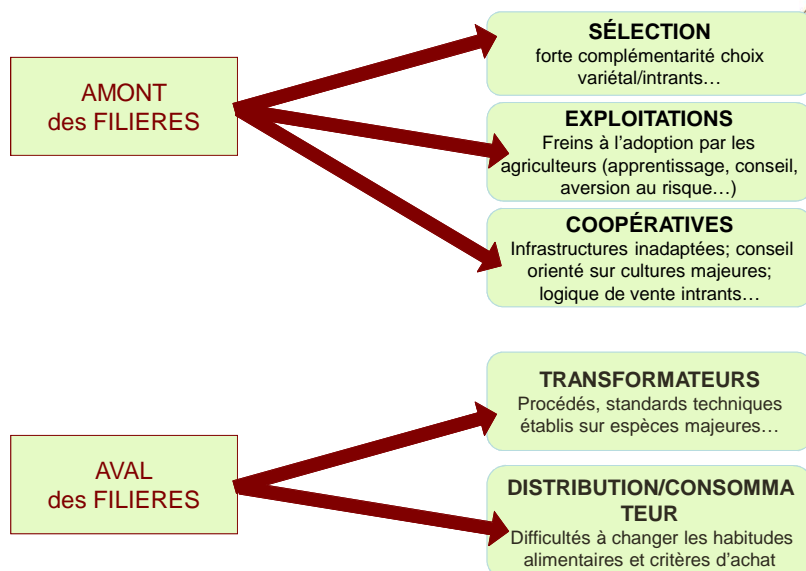 AMONT
des FILIERES
SÉLECTION
forte complémentarité choix
variétal/intrants…
EXPLOITATIONS
Freins à l'adoption par les
agriculteurs (apprentissage, conseil,
aversion au risque…)
COOPÉRATIVES
Infrastructures inadaptées; conseil
orienté sur cultures majeures;
logique de vente intrants…
AVAL
des FILIERES
TRANSFORMATEURS
Procédés, standards techniques
établis sur espèces majeures…
DISTRIBUTION/CONSOMMA
TEUR
Difficultés à changer les habitudes
alimentaires et critères d'achat